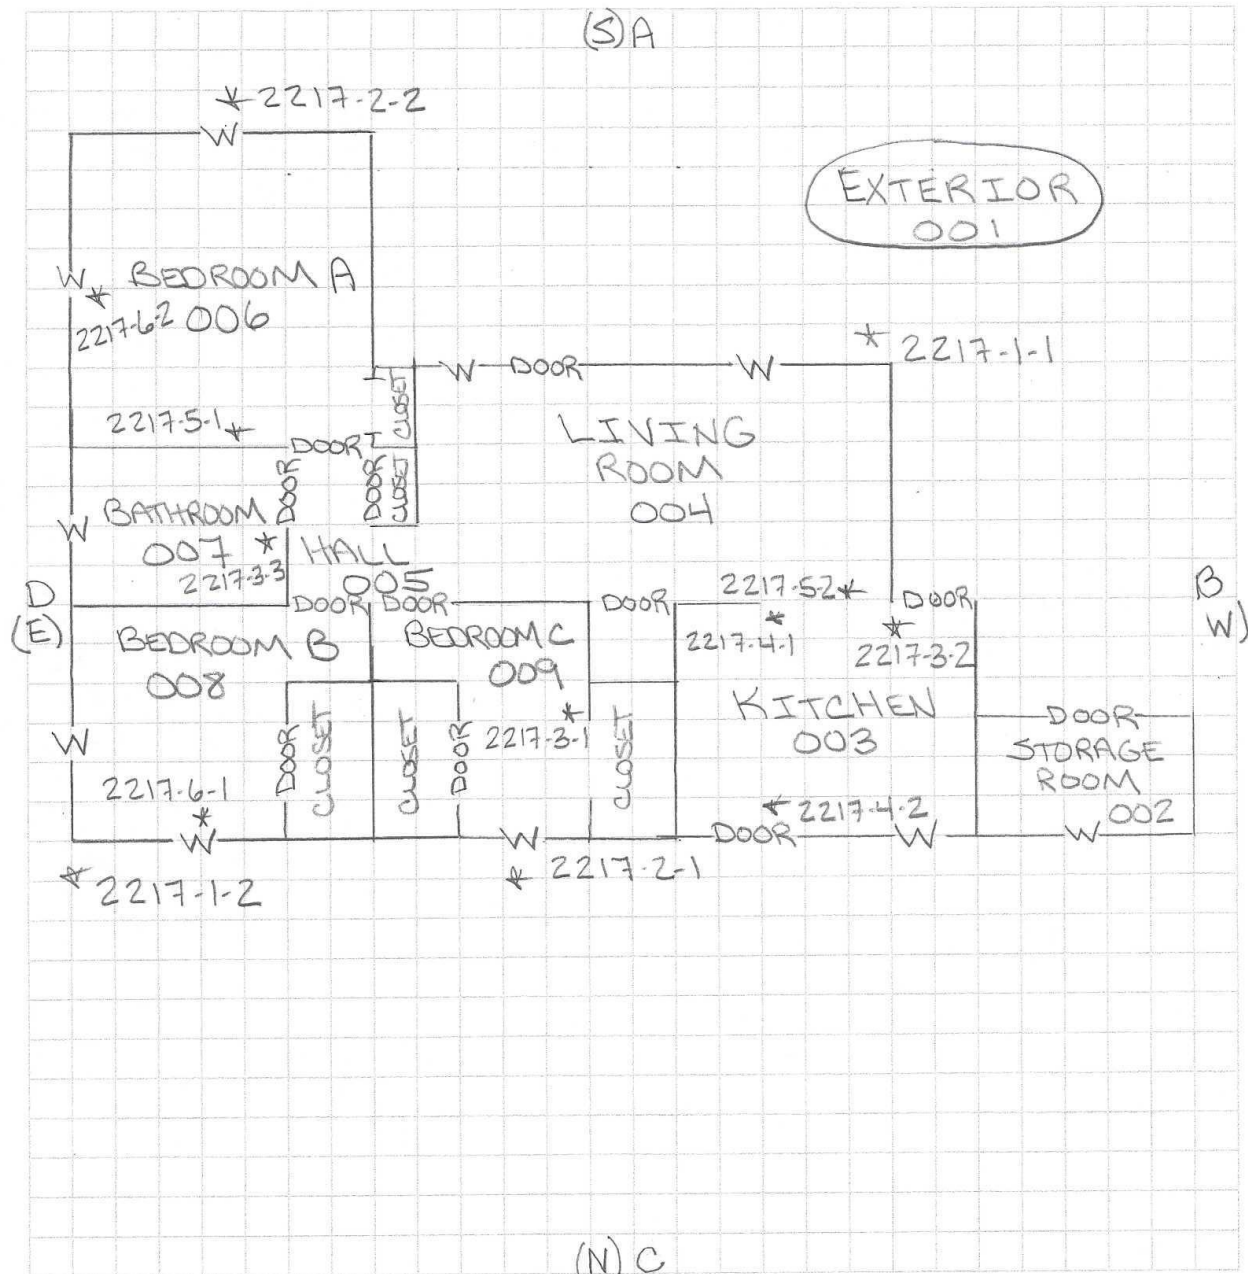 (S) A
* 2217-2-2
W
EXTERIOR
001
W
BEDROOM A
006
* 2217-6-2
* 2217-1-1
W
DOOR
W
CLOSET
2217-5-1 *
DOOR
LIVING
ROOM
004
DOOR
DOOR
CLOSET
W
BATHROOM
007 *
2217-3-3
HALL
005
D
(E)
B
W)
DOOR
DOOR
DOOR
2217-5-2 *
DOOR
BEDROOM B
008
BEDROOM C
009
*
2217-4-1
*
2217-3-2
W
DOOR
CLOSET
CLOSET
DOOR
*
2217-3-1
CLOSET
KITCHEN
003
DOOR
STORAGE
ROOM
002
2217-6-1
*
W
W
* 2217-4-2
DOOR
W
W
* 2217-1-2
* 2217-2-1
(N) C